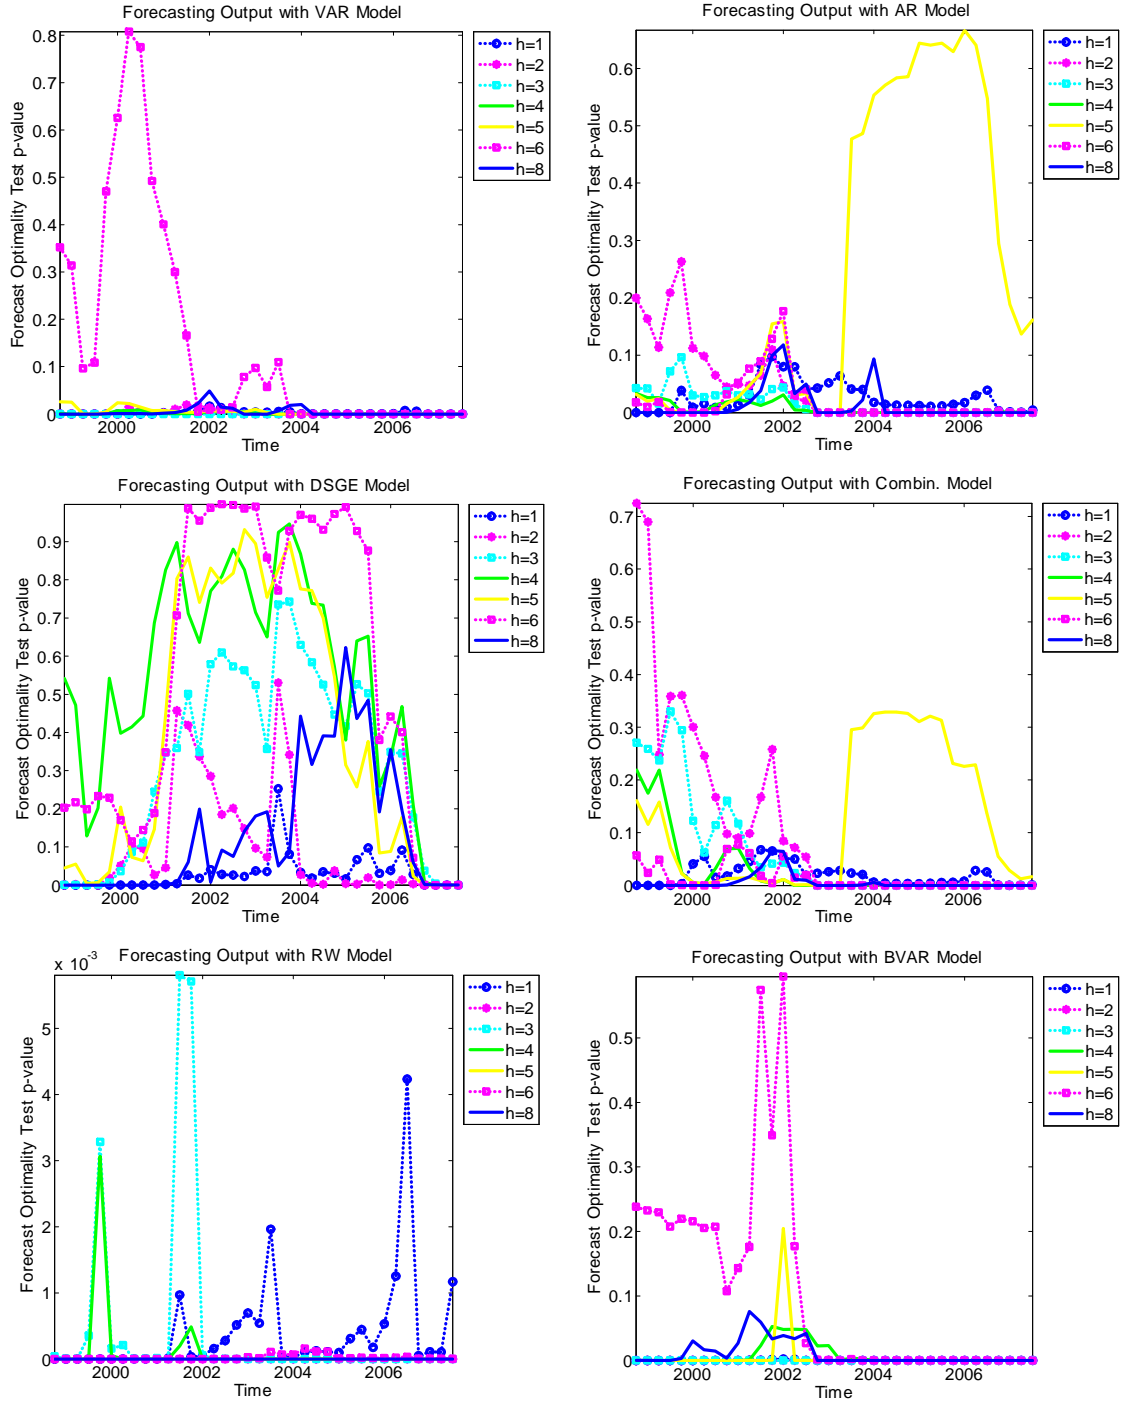 Forecasting Output with VAR Model
0.8
0.7
0.6
0.5
0.4
0.3
0.2
0.1
0
Forecast Optimality Test p-value
2000 2002 2004 2006
Time
h=1
h=2
h=3
h=4
h=5
h=6
h=8
Forecasting Output with AR Model
0.6
0.5
0.4
0.3
0.2
0.1
0
Forecast Optimality Test p-value
2000 2002 2004 2006
Time
h=1
h=2
h=3
h=4
h=5
h=6
h=8
Forecasting Output with DSGE Model
0.9
0.8
0.7
0.6
0.5
0.4
0.3
0.2
0.1
0
Forecast Optimality Test p-value
2000 2002 2004 2006
Time
h=1
h=2
h=3
h=4
h=5
h=6
h=8
Forecasting Output with Combin. Model
0.7
0.6
0.5
0.4
0.3
0.2
0.1
0
Forecast Optimality Test p-value
2000 2002 2004 2006
Time
h=1
h=2
h=3
h=4
h=5
h=6
h=8
Forecasting Output with RW Model
x 10-3
5
4
3
2
1
0
Forecast Optimality Test p-value
2000 2002 2004 2006
Time
h=1
h=2
h=3
h=4
h=5
h=6
h=8
Forecasting Output with BVAR Model
0.5
0.4
0.3
0.2
0.1
0
Forecast Optimality Test p-value
2000 2002 2004 2006
Time
h=1
h=2
h=3
h=4
h=5
h=6
h=8